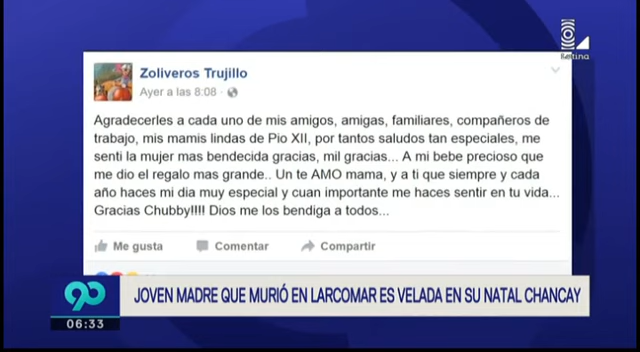 Latina
Zoliveros Trujillo
Ayer a las 8:08
Agradecerles a cada uno de mis amigos, amigas, familiares, compañeros de
trabajo, mis mamis lindas de Pio XII, por tantos saludos tan especiales, me
senti la mujer mas bendecida gracias, mil gracias... A mi bebe precioso que
me dio el regalo mas grande.. Un te AMO mama, y a ti que siempre y cada
año haces mi dia muy especial y cuan importante me haces sentir en tu vida...
Gracias Chubby!!!! Dios me los bendiga a todos...
Me gusta Comentar Compartir
90
JOVEN MADRE QUE MURIÓ EN LARCOMAR ES VELADA EN SU NATAL CHANCAY
06:33